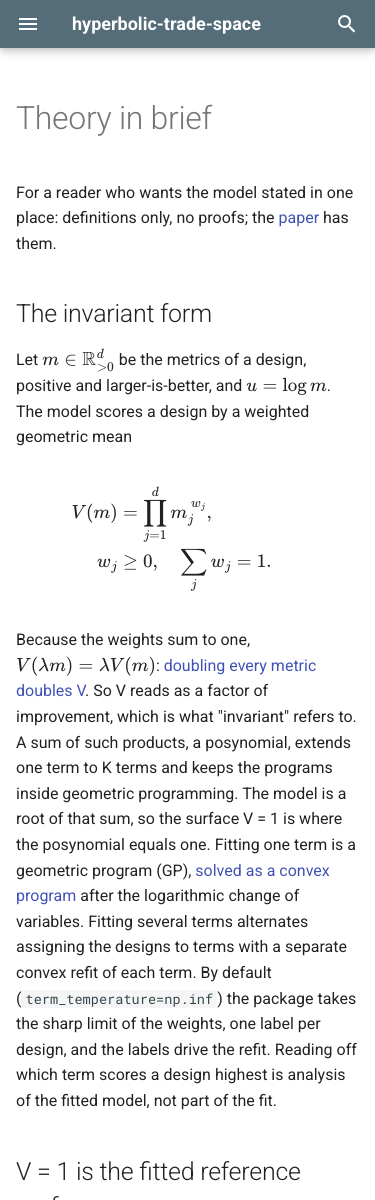 hyperbolic-trade-space
Theory in brief
For a reader who wants the model stated in one
place: definitions only, no proofs; the paper has
them.
The invariant form
Let m ∈ ℝ^d_{>0} be the metrics of a design,
positive and larger-is-better, and u = log m.
The model scores a design by a weighted
geometric mean
V(m) = ∏_{j=1}^{d} m_j^{w_j},
w_j ≥ 0, ∑_j w_j = 1.
Because the weights sum to one,
V(λm) = λV(m): doubling every metric
doubles V. So V reads as a factor of
improvement, which is what "invariant" refers to.
A sum of such products, a posynomial, extends
one term to K terms and keeps the programs
inside geometric programming. The model is a
root of that sum, so the surface V = 1 is where
the posynomial equals one. Fitting one term is a
geometric program (GP), solved as a convex
program after the logarithmic change of
variables. Fitting several terms alternates
assigning the designs to terms with a separate
convex refit of each term. By default
(term_temperature=np.inf) the package takes
the sharp limit of the weights, one label per
design, and the labels drive the refit. Reading off
which term scores a design highest is analysis
of the fitted model, not part of the fit.
V = 1 is the fitted reference